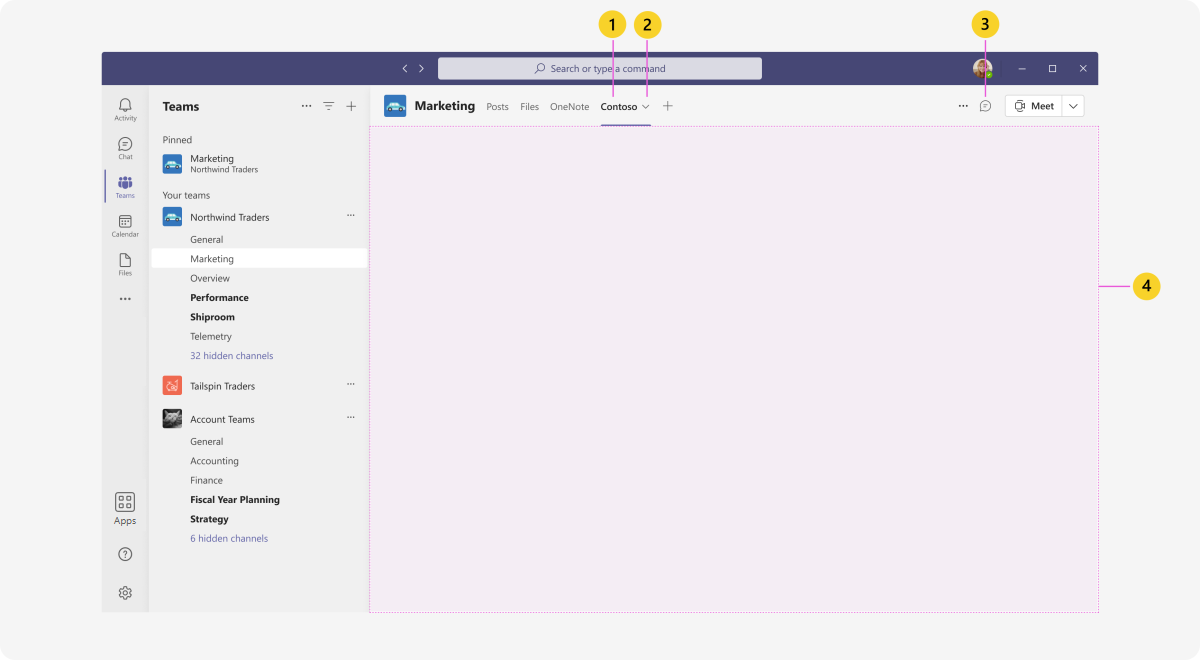 1
2
3
Search or type a command
Activity
Chat
Teams
Calendar
Files
Apps
Teams
Pinned
Marketing
Northwind Traders
Your teams
Northwind Traders
General
Marketing
Overview
Performance
Shiproom
Telemetry
32 hidden channels
Tailspin Traders
Account Teams
General
Accounting
Finance
Fiscal Year Planning
Strategy
6 hidden channels
Marketing Posts Files OneNote Contoso
Meet
4